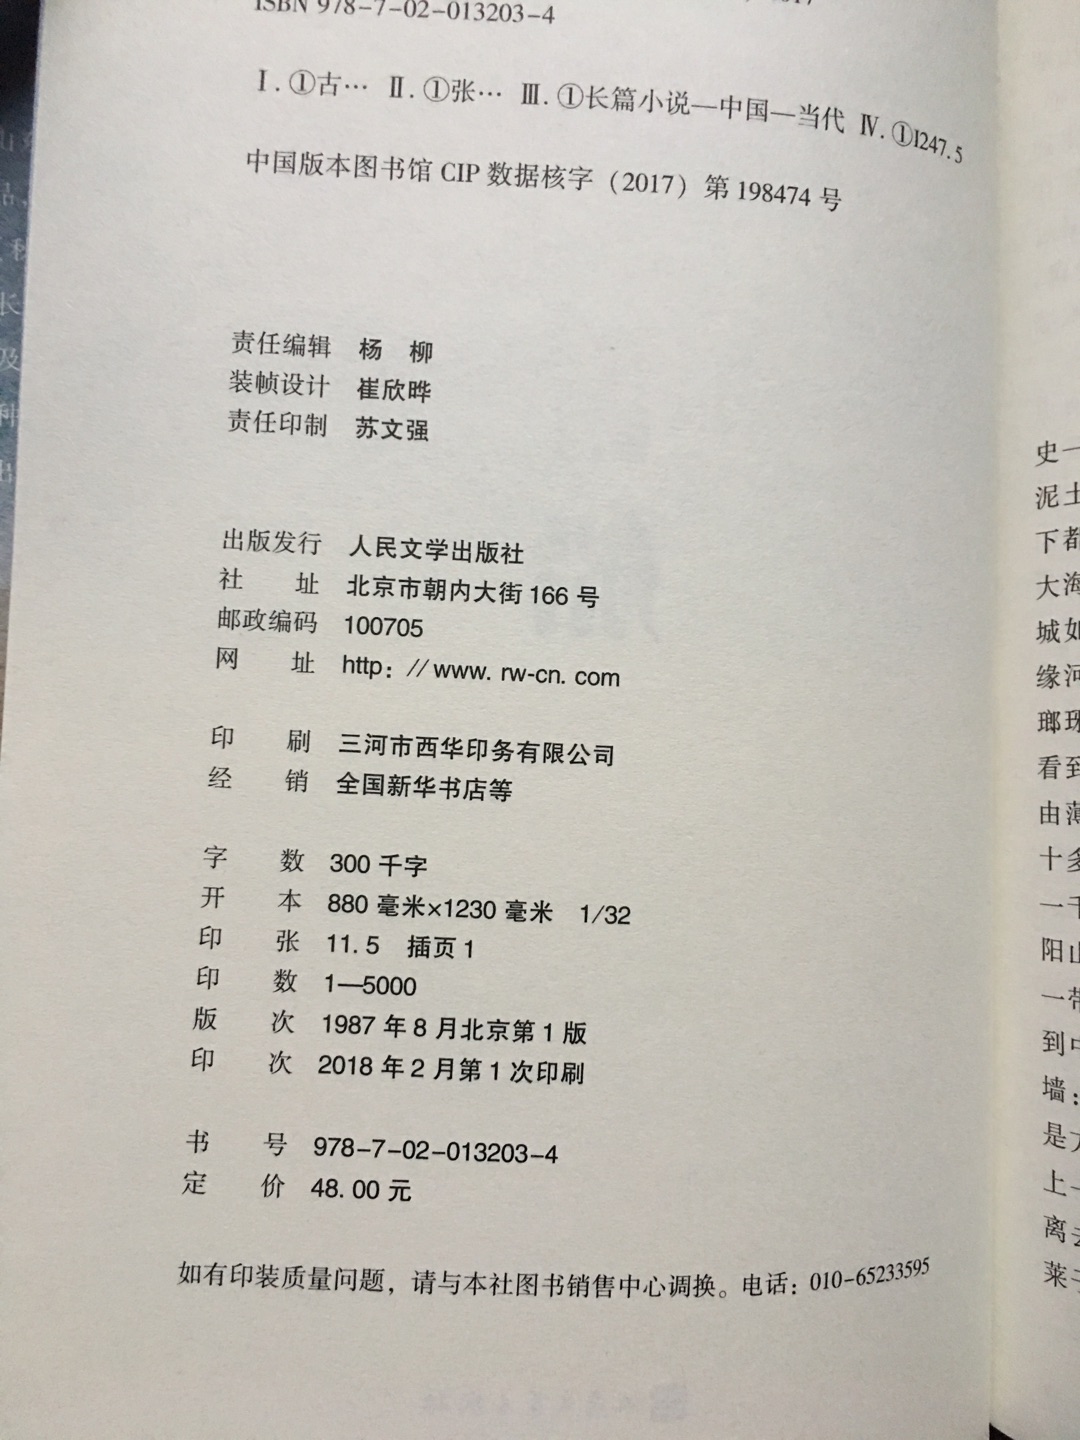 ISBN 978-7-02-013203-4
Ⅰ.①古… Ⅱ.①张… Ⅲ.①长篇小说—中国—当代 Ⅳ.①I247.5
中国版本图书馆 CIP 数据核字（2017）第 198474 号
责任编辑 杨 柳
装帧设计 崔欣晔
责任印制 苏文强
出版发行 人民文学出版社
社 址 北京市朝内大街 166 号
邮政编码 100705
网 址 http: //www. rw-cn. com
印 刷 三河市西华印务有限公司
经 销 全国新华书店等
字 数 300 千字
开 本 880 毫米×1230 毫米 1/32
印 张 11.5 插页 1
印 数 1—5000
版 次 1987 年 8 月北京第 1 版
印 次 2018 年 2 月第 1 次印刷
书 号 978-7-02-013203-4
定 价 48.00 元
如有印装质量问题，请与本社图书销售中心调换。电话：010-65233595
史一
泥土
下都
大海
城如
缘河
瑯珠
看到
由薄
十多
一千
阳山
一带
到中
墙：
是
上一
离去
莱